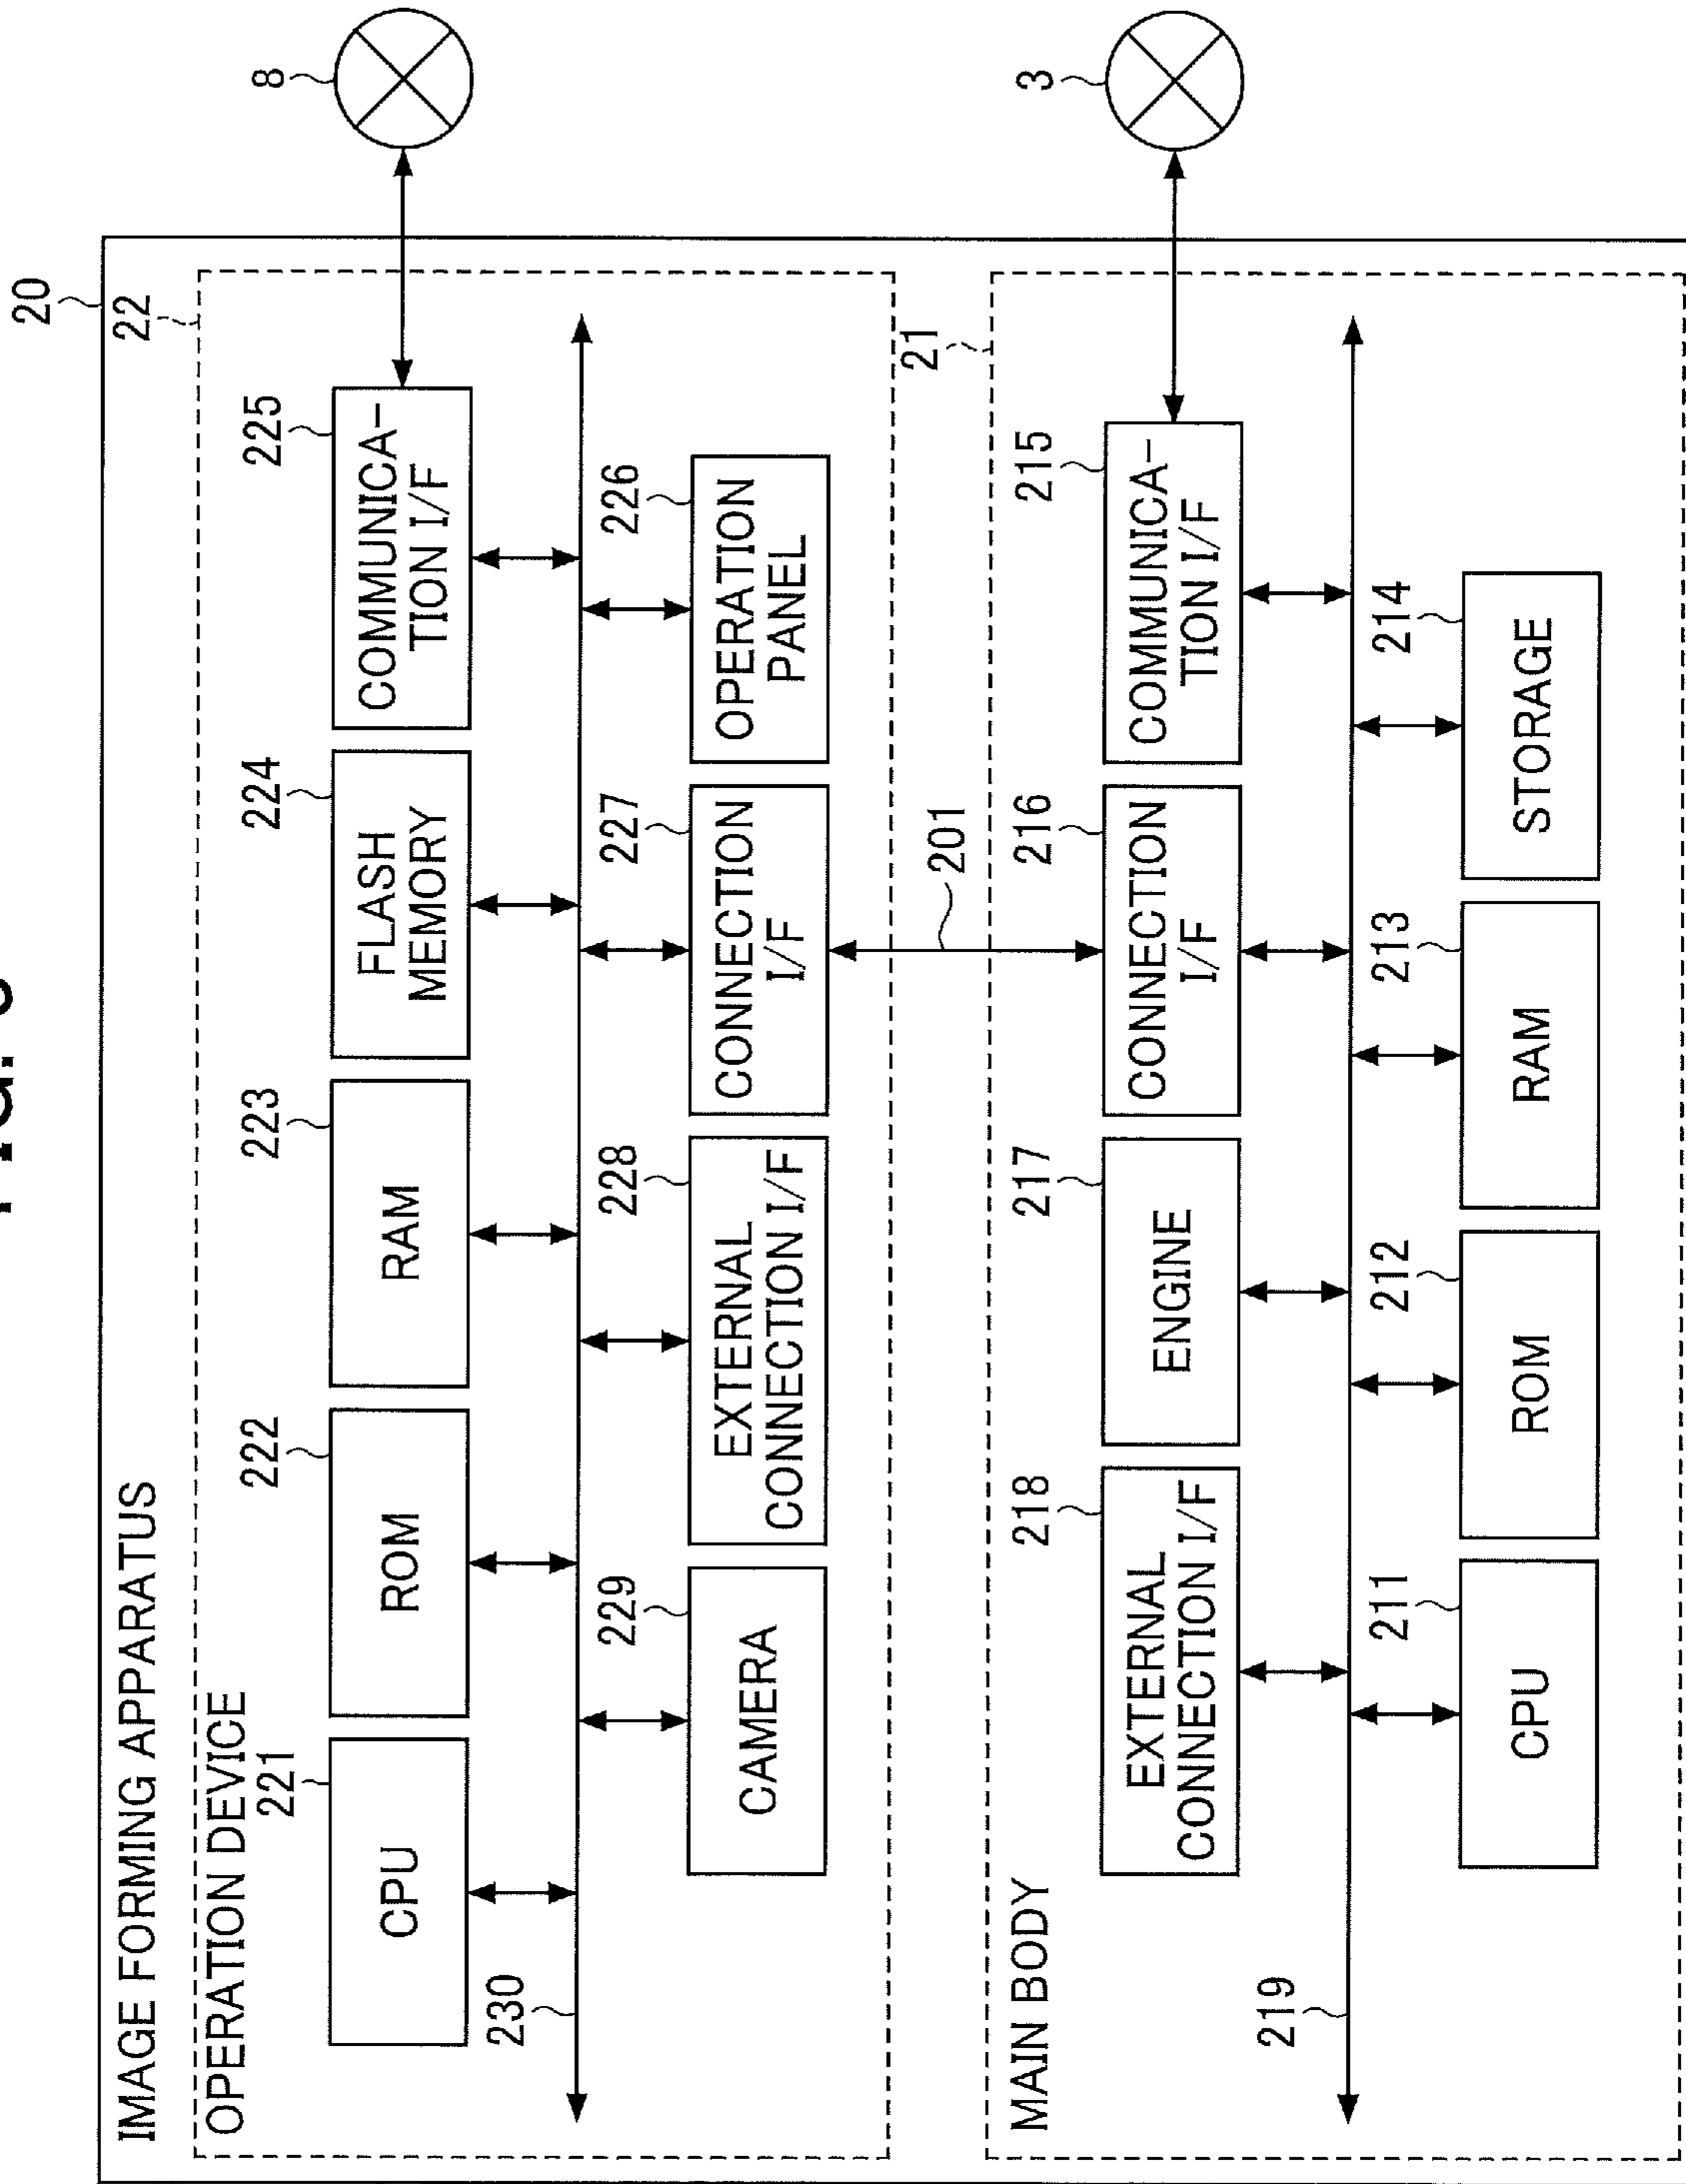 20
IMAGE FORMING APPARATUS
22
OPERATION DEVICE
221
222
223
224
225
8
CPU
ROM
RAM
FLASH
MEMORY
COMMUNICA-
TION I/F
230
229
228
227
226
CAMERA
EXTERNAL
CONNECTION I/F
CONNECTION
I/F
OPERATION
PANEL
201
21
MAIN BODY
218
217
216
215
3
EXTERNAL
CONNECTION I/F
ENGINE
CONNECTION
I/F
COMMUNICA-
TION I/F
219
211
212
213
214
CPU
ROM
RAM
STORAGE